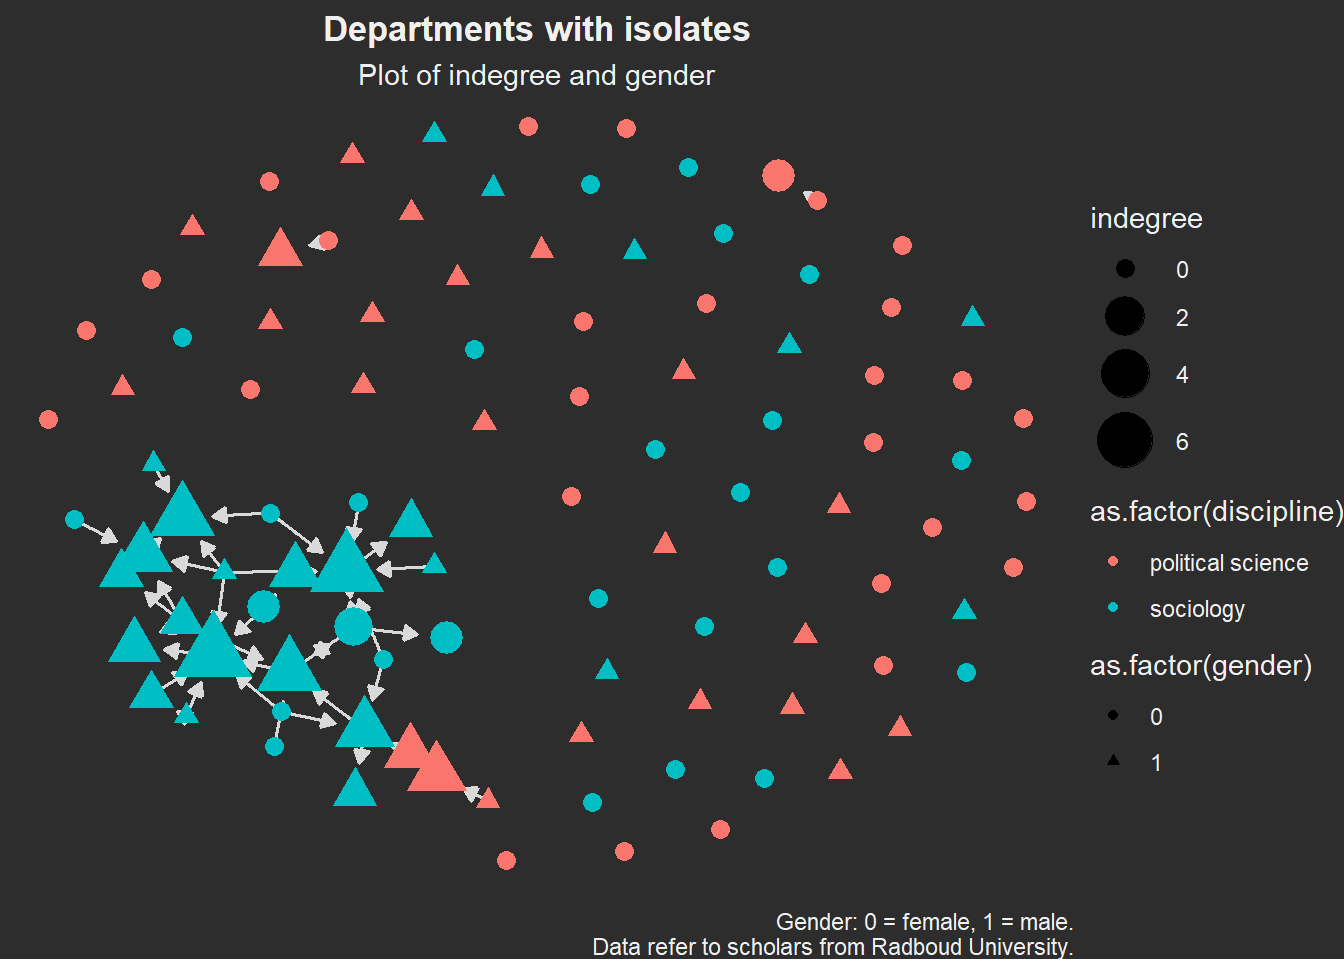 Departments with isolates
Plot of indegree and gender
indegree
0
2
4
6
as.factor(discipline)
political science
sociology
as.factor(gender)
0
1
Gender: 0 = female, 1 = male.
Data refer to scholars from Radboud University.